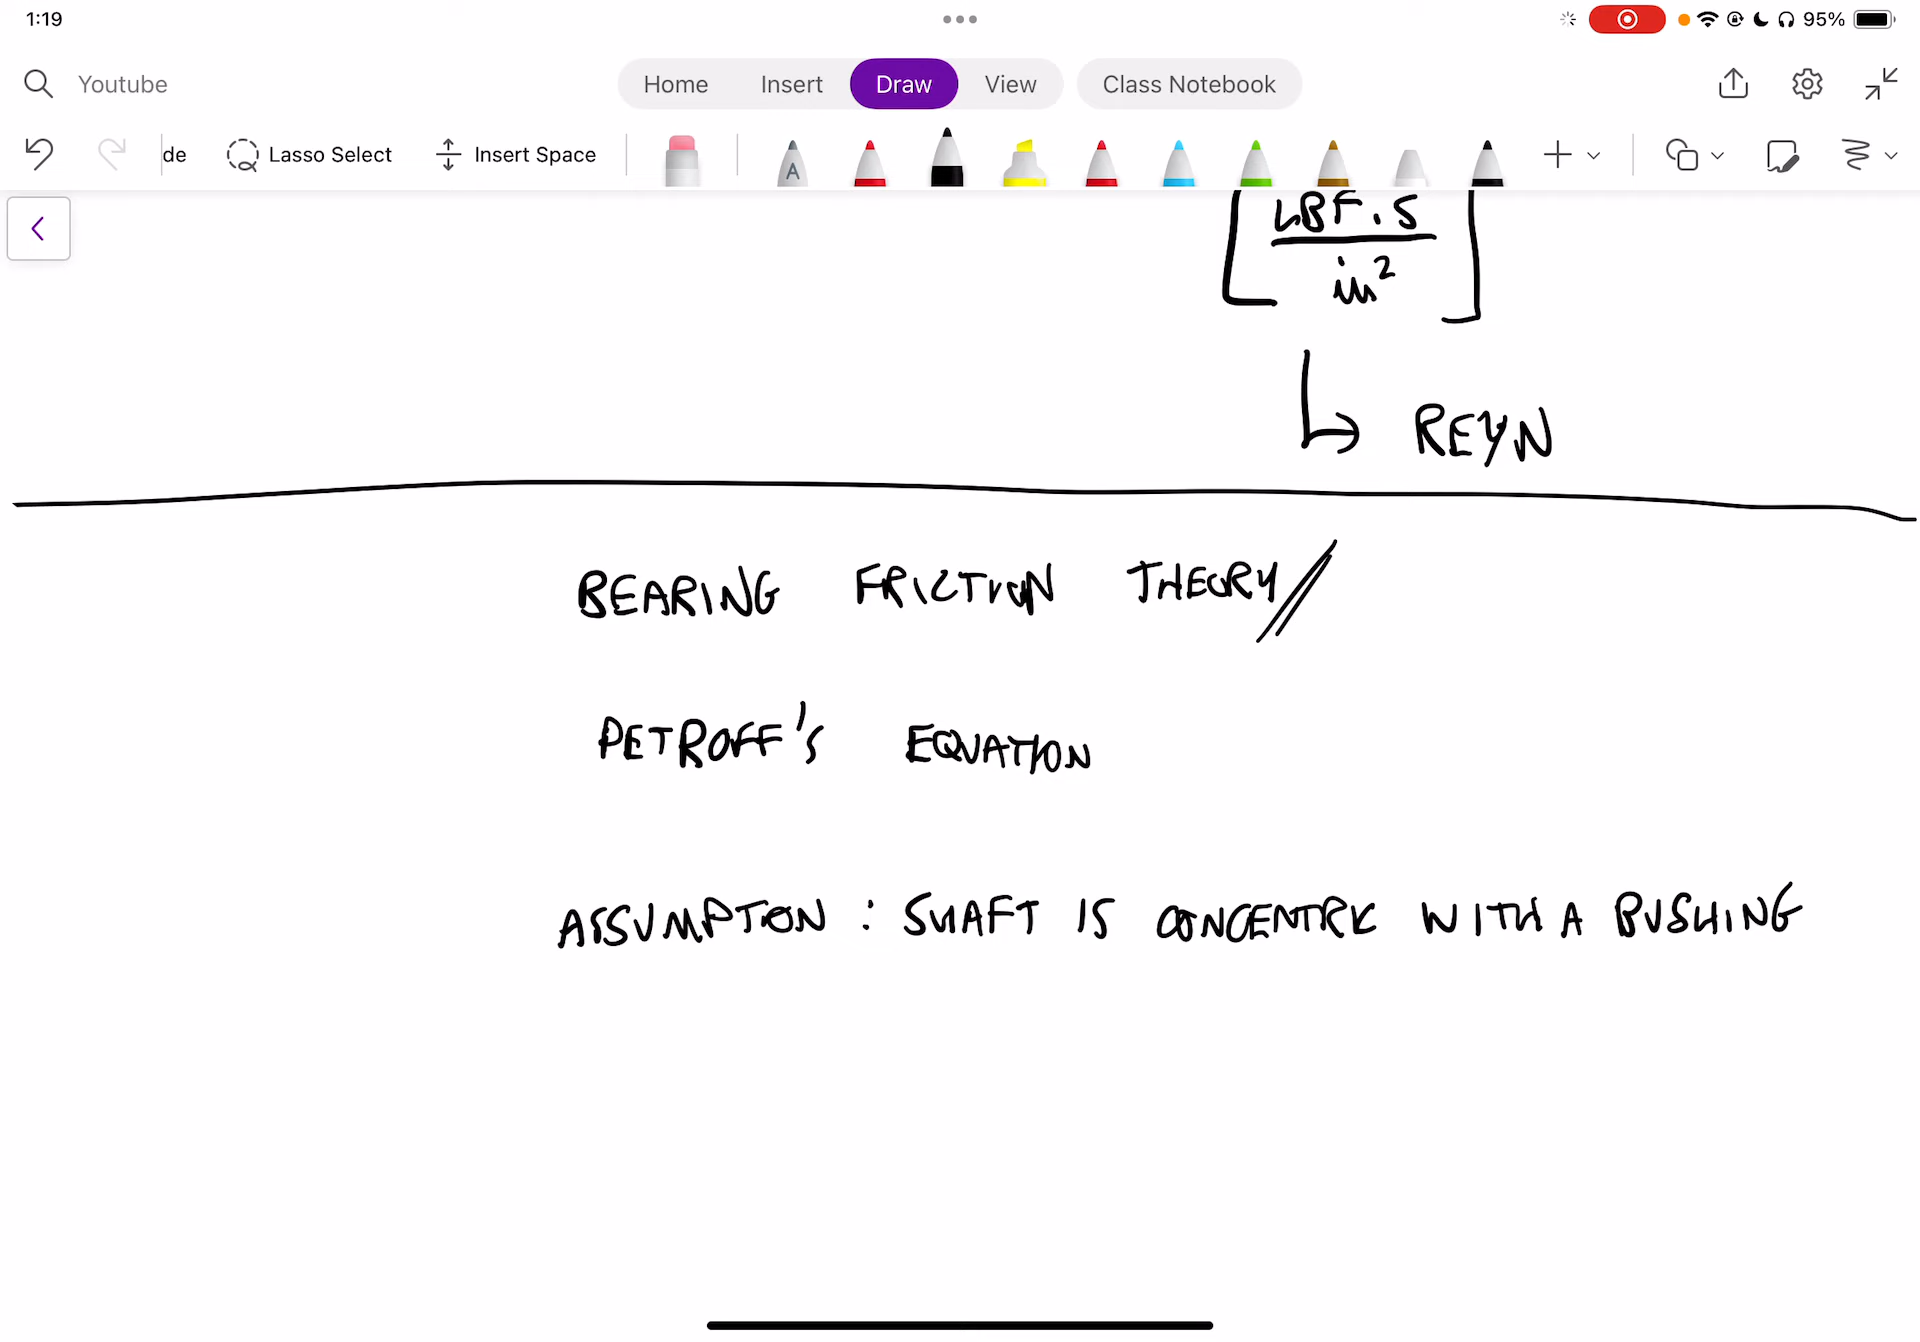 1:19
95%
Youtube
Home Insert Draw View Class Notebook
de Lasso Select Insert Space A
LBF.S
in²
REYN
BEARING FRICTION THEORY
PETROFF'S EQUATION
ASSUMPTION : SHAFT IS CONCENTRIC WITH A BUSHING